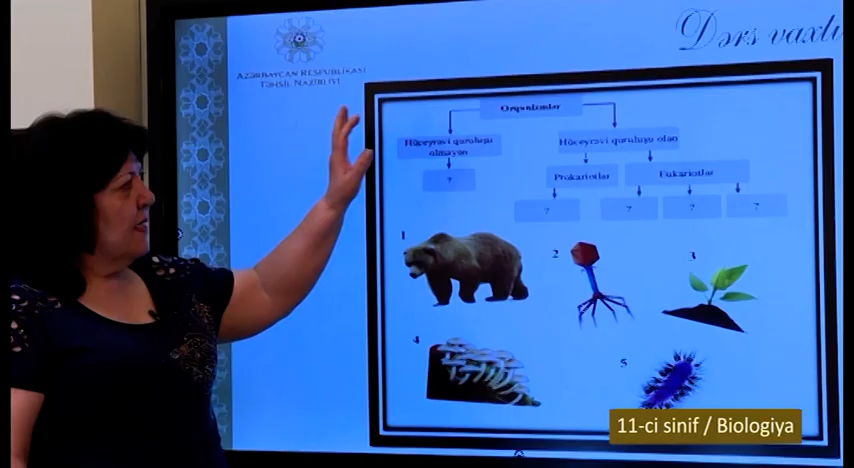 Dərs vaxtı
AZƏRBAYCAN RESPUBLİKASI
TƏHSİL NAZİRLİYİ
Orqanizmlər
Hüceyrəvi quruluşu
olmayan
Hüceyrəvi quruluşu olan
Prokariotlar
Eukariotlar
?
? ? ? ?
1
2
3
4
5
11-ci sinif / Biologiya